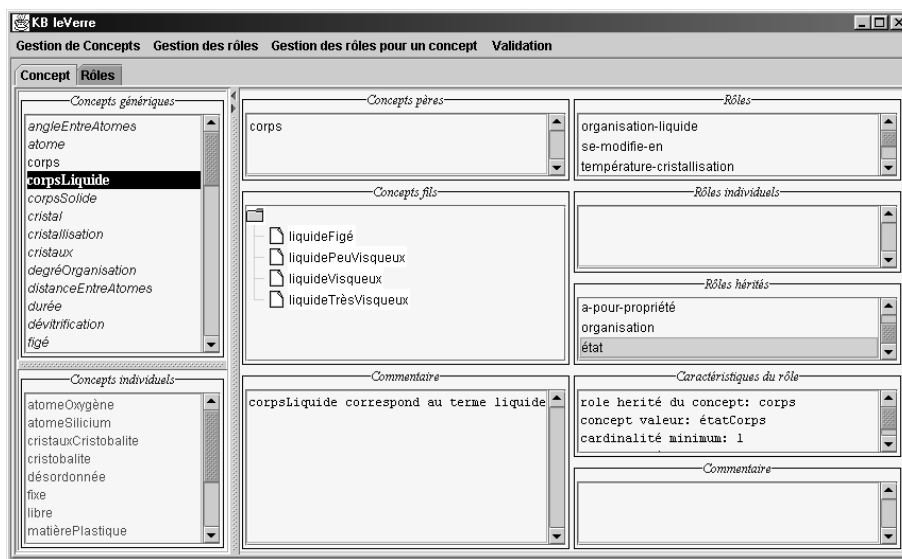 KB leVerre
Gestion de Concepts Gestion des rôles Gestion des rôles pour un concept Validation
Concept Rôles
Concepts génériques
angleEntreAtomes
atome
corps
corpsLiquide
corpsSolide
cristal
cristallisation
cristaux
degréOrganisation
distanceEntreAtomes
durée
dévitrification
figé
Concepts individuels
atomeOxygène
atomeSilicium
cristauxCristobalite
cristobalite
désordonnée
fixe
libre
matièrePlastique
Concepts pères
corps
Concepts fils
liquideFigé
liquidePeuVisqueux
liquideVisqueux
liquideTrèsVisqueux
Commentaire
corpsLiquide correspond au terme liquide
Rôles
organisation-liquide
se-modifie-en
température-cristallisation
Rôles individuels
Rôles hérités
a-pour-propriété
organisation
état
Caractéristiques du rôle
role herité du concept: corps
concept valeur: étatCorps
cardinalité minimum: 1
Commentaire